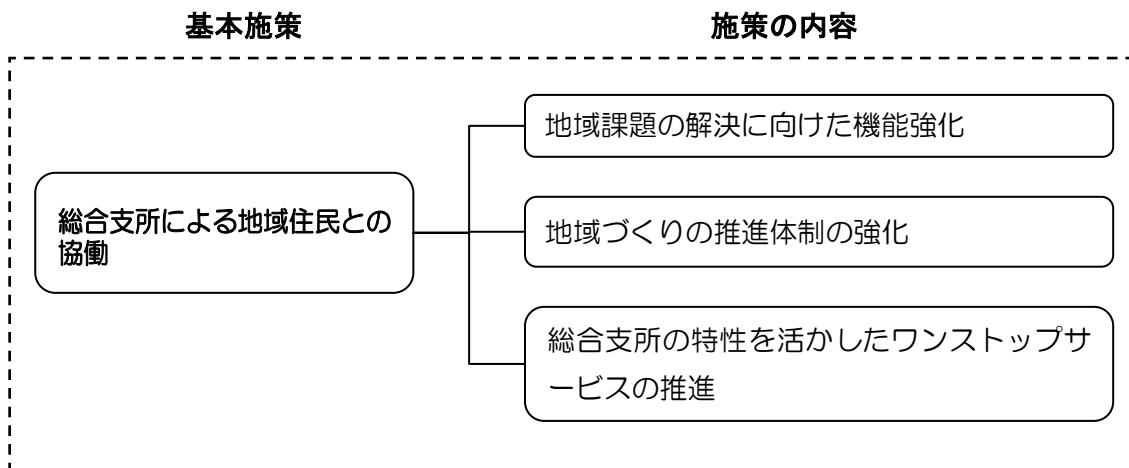 基本施策
施策の内容
総合支所による地域住民との
協働
地域課題の解決に向けた機能強化
地域づくりの推進体制の強化
総合支所の特性を活かしたワンストップサ
ービスの推進